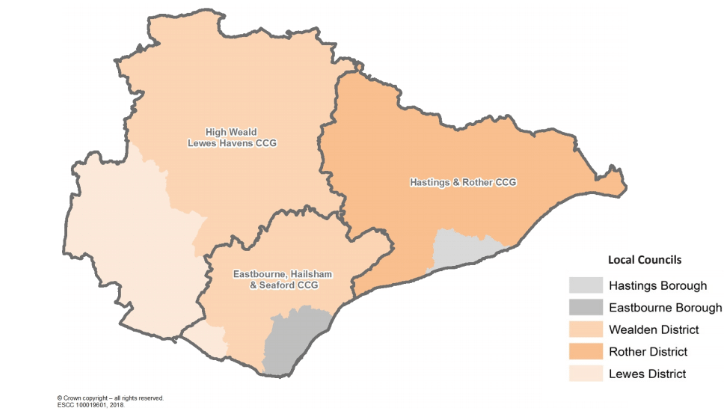 High Weald
Lewes Havens CCG
Hastings & Rother CCG
Eastbourne, Hailsham
& Seaford CCG
Local Councils
Hastings Borough
Eastbourne Borough
Wealden District
Rother District
Lewes District
© Crown copyright – all rights reserved.
ESCC 100019601, 2018.